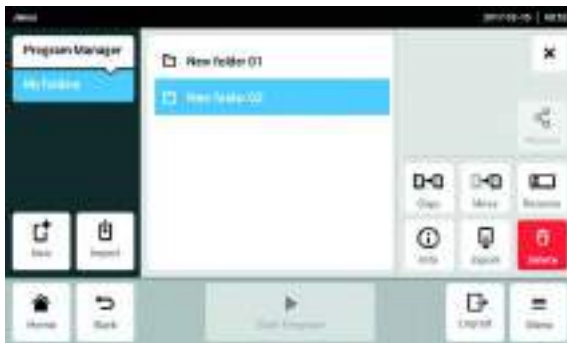 Program Manager
My folders
New folder 01
New folder 02
Copy
Move
Rename
New
Import
Info
Export
Delete
Home
Back
Start Program
Logout
Menu